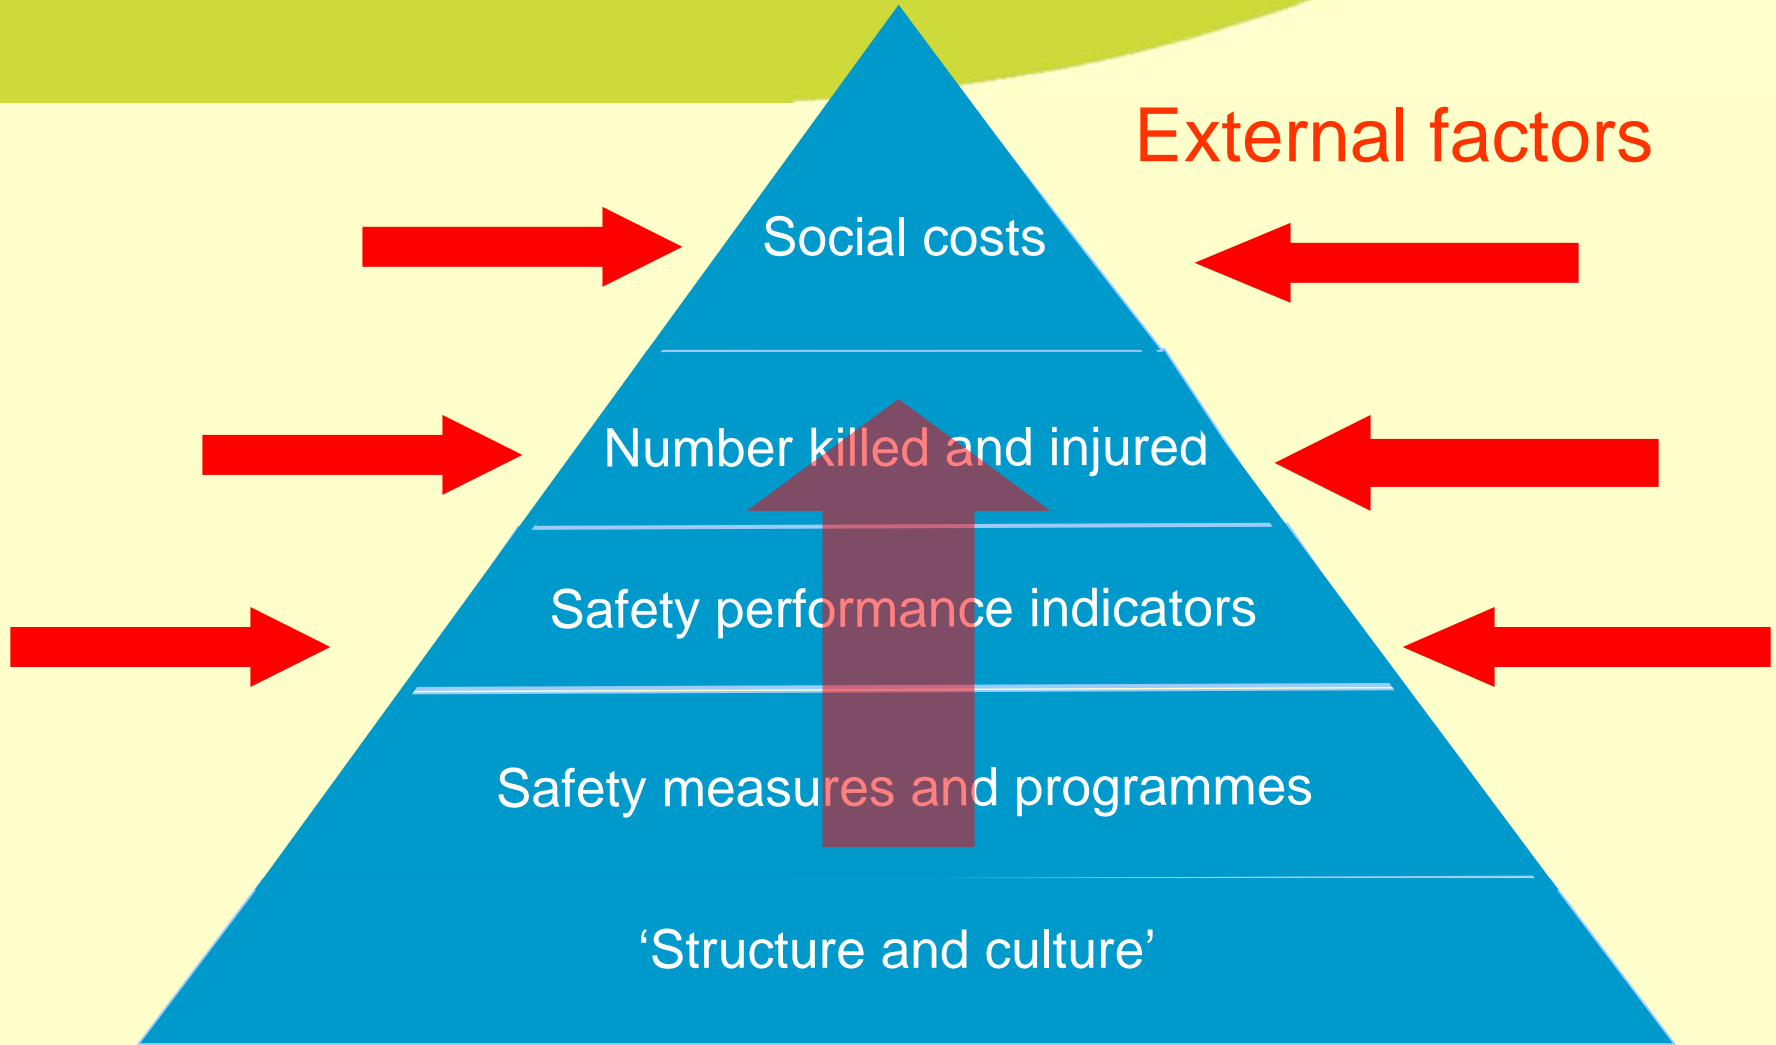 External factors
Social costs
Number killed and injured
Safety performance indicators
Safety measures and programmes
‘Structure and culture’